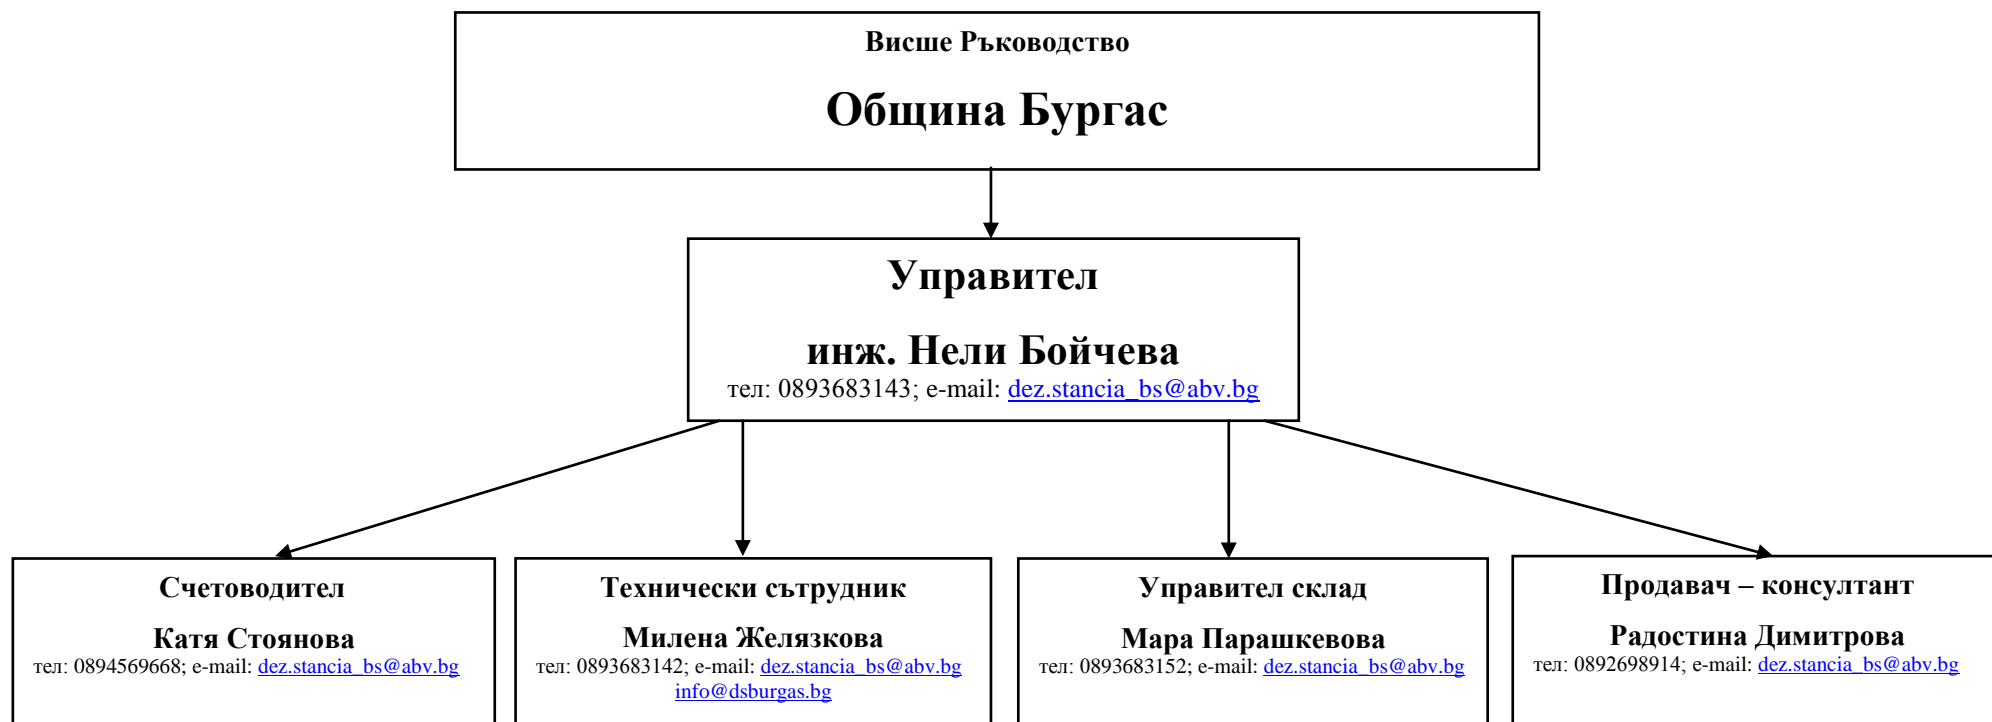 Висше Ръководство
Община Бургас
Управител
инж. Нели Бойчева
тел: 0893683143; e-mail: dez.stancia_bs@abv.bg
Счетоводител
Катя Стоянова
тел: 0894569668; e-mail: dez.stancia_bs@abv.bg
Технически сътрудник
Милена Желязкова
тел: 0893683142; e-mail: dez.stancia_bs@abv.bg
info@dsburgas.bg
Управител склад
Мара Парашкевова
тел: 0893683152; e-mail: dez.stancia_bs@abv.bg
Продавач – консултант
Радостина Димитрова
тел: 0892698914; e-mail: dez.stancia_bs@abv.bg